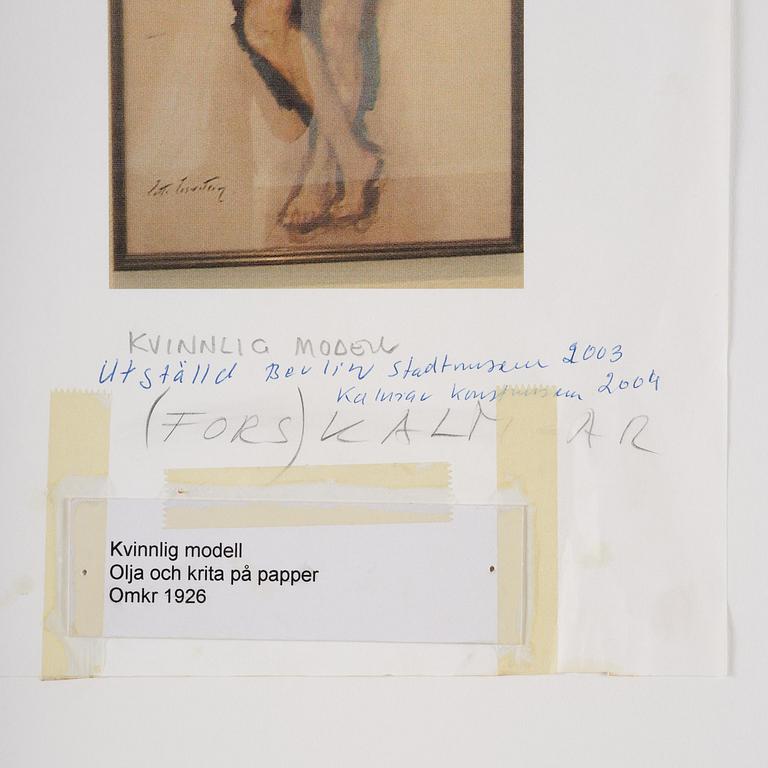 KVINNLIG MODELL
Utställd Berlin Stadtmuseum 2003
Kalmar Konstmuseum 2004
(FORS) KALMAR
Kvinnlig modell
Olja och krita på papper
Omkr 1926